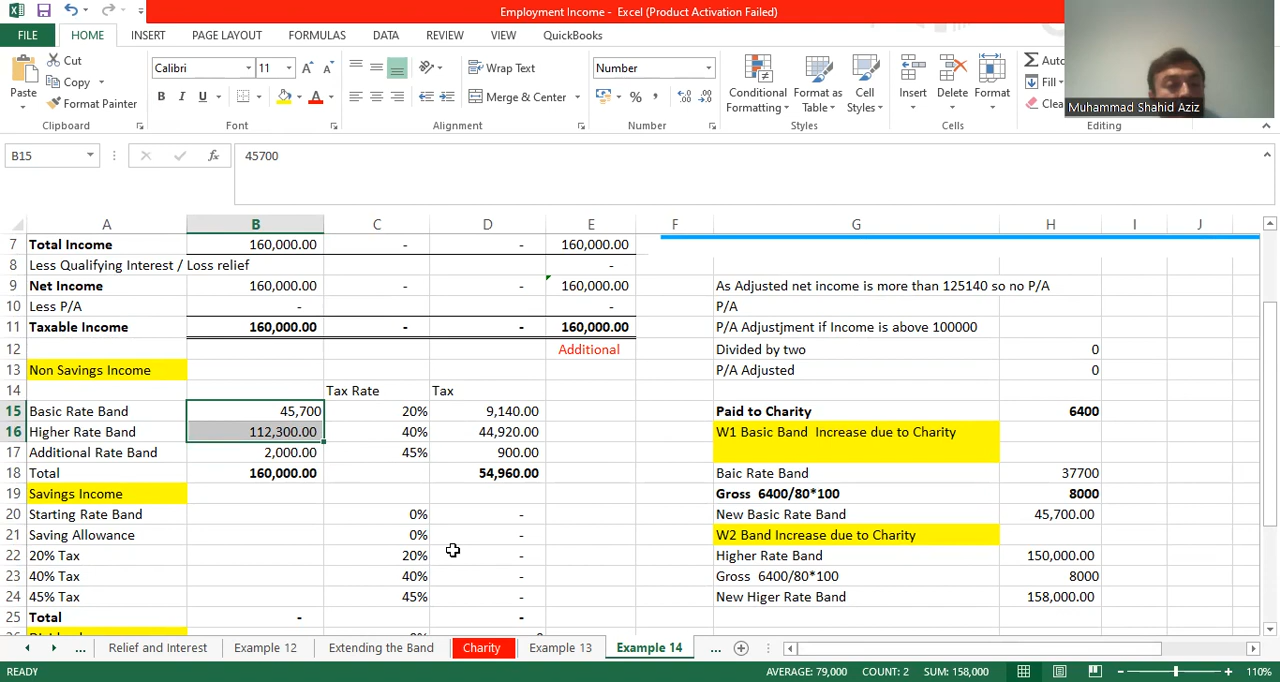 Employment Income - Excel (Product Activation Failed)
FILE HOME INSERT PAGE LAYOUT FORMULAS DATA REVIEW VIEW QuickBooks
Cut
Copy
Format Painter
Paste
Clipboard
Calibri 11
B I U
Font
Wrap Text
Merge & Center
Alignment
Number
%
Number
Conditional Formatting
Format as Table
Cell Styles
Styles
Insert Delete Format
Cells
Auto
Fill
Clea
Editing
Muhammad Shahid Aziz
B15 fx 45700
A B C D E F G H I J
7 Total Income 160,000.00 - - 160,000.00
8 Less Qualifying Interest / Loss relief -
9 Net Income 160,000.00 - - 160,000.00 As Adjusted net income is more than 125140 so no P/A
10 Less P/A - - P/A
11 Taxable Income 160,000.00 - - 160,000.00 P/A Adjustjment if Income is above 100000
12 Additional Divided by two 0
13 Non Savings Income P/A Adjusted 0
14 Tax Rate Tax
15 Basic Rate Band 45,700 20% 9,140.00 Paid to Charity 6400
16 Higher Rate Band 112,300.00 40% 44,920.00 W1 Basic Band Increase due to Charity
17 Additional Rate Band 2,000.00 45% 900.00
18 Total 160,000.00 54,960.00 Baic Rate Band 37700
19 Savings Income Gross 6400/80*100 8000
20 Starting Rate Band 0% - New Basic Rate Band 45,700.00
21 Saving Allowance 0% - W2 Band Increase due to Charity
22 20% Tax 20% - Higher Rate Band 150,000.00
23 40% Tax 40% - Gross 6400/80*100 8000
24 45% Tax 45% - New Higer Rate Band 158,000.00
25 Total - -
0% 0
... Relief and Interest Example 12 Extending the Band Charity Example 13 Example 14 ...
READY AVERAGE: 79,000 COUNT: 2 SUM: 158,000 110%